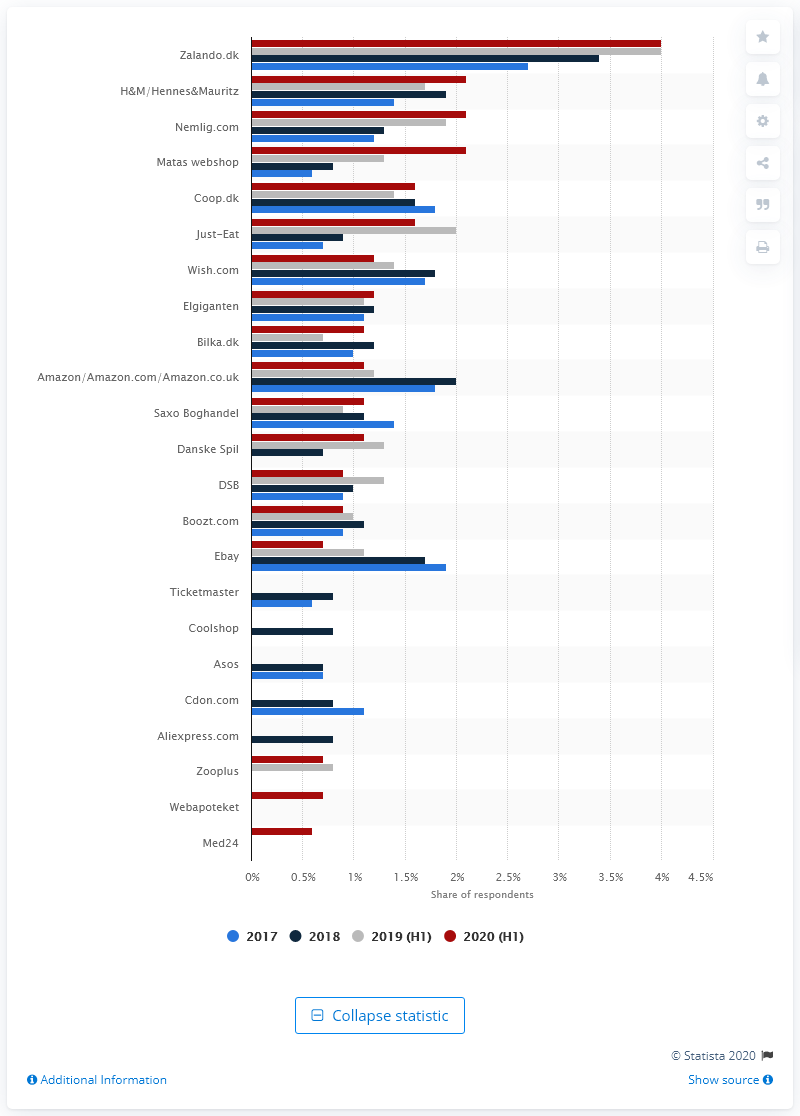 Zalando.dk
H&M/Hennes&Mauritz
Nemlig.com
Matas webshop
Coop.dk
Just-Eat
Wish.com
Elgiganten
Bilka.dk
Amazon/Amazon.com/Amazon.co.uk
Saxo Boghandel
Danske Spil
DSB
Boozt.com
Ebay
Ticketmaster
Coolshop
Asos
Cdon.com
Aliexpress.com
Zooplus
Webapoteket
Med24
0% 0.5% 1% 1.5% 2% 2.5% 3% 3.5% 4% 4.5%
Share of respondents
2017 2018 2019 (H1) 2020 (H1)
Collapse statistic
© Statista 2020
Additional Information Show source